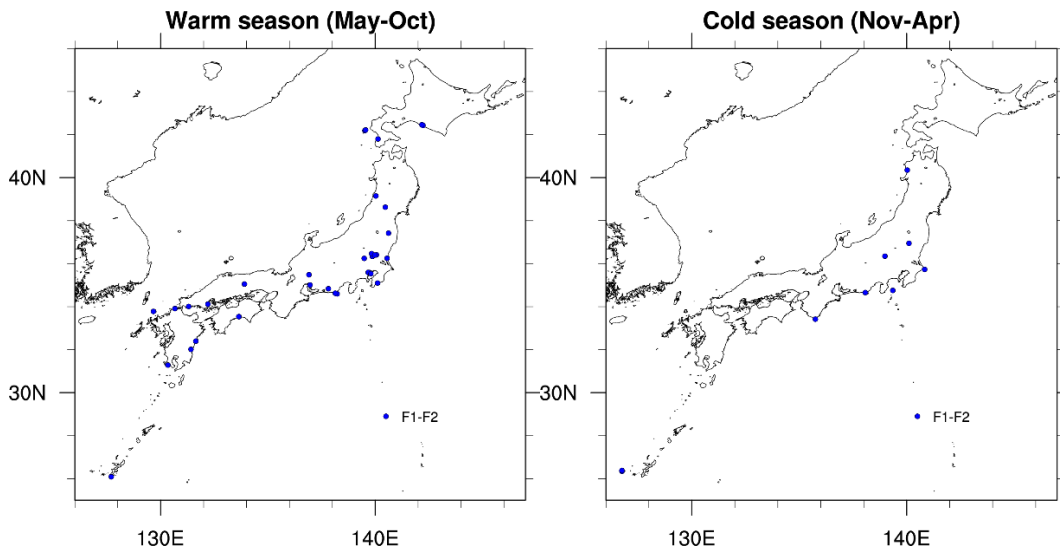 Warm season (May-Oct)
Cold season (Nov-Apr)
40N
40N
30N
30N
F1-F2
F1-F2
130E
140E
130E
140E